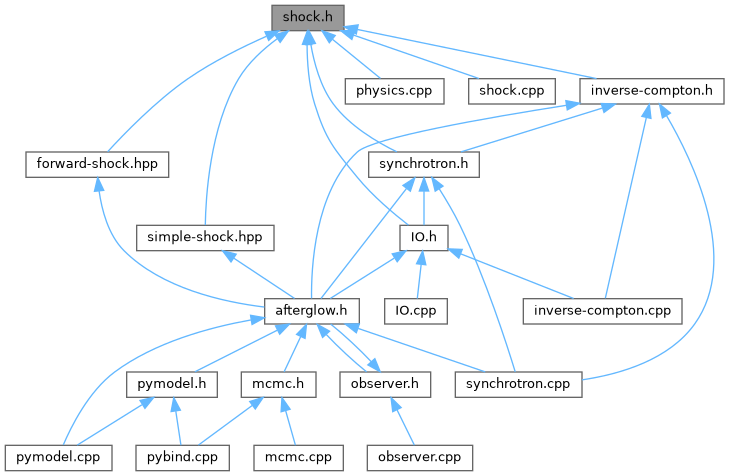 shock.h
physics.cpp
shock.cpp
inverse-compton.h
forward-shock.hpp
synchrotron.h
simple-shock.hpp
IO.h
afterglow.h
IO.cpp
inverse-compton.cpp
pymodel.h
mcmc.h
observer.h
synchrotron.cpp
pymodel.cpp
pybind.cpp
mcmc.cpp
observer.cpp